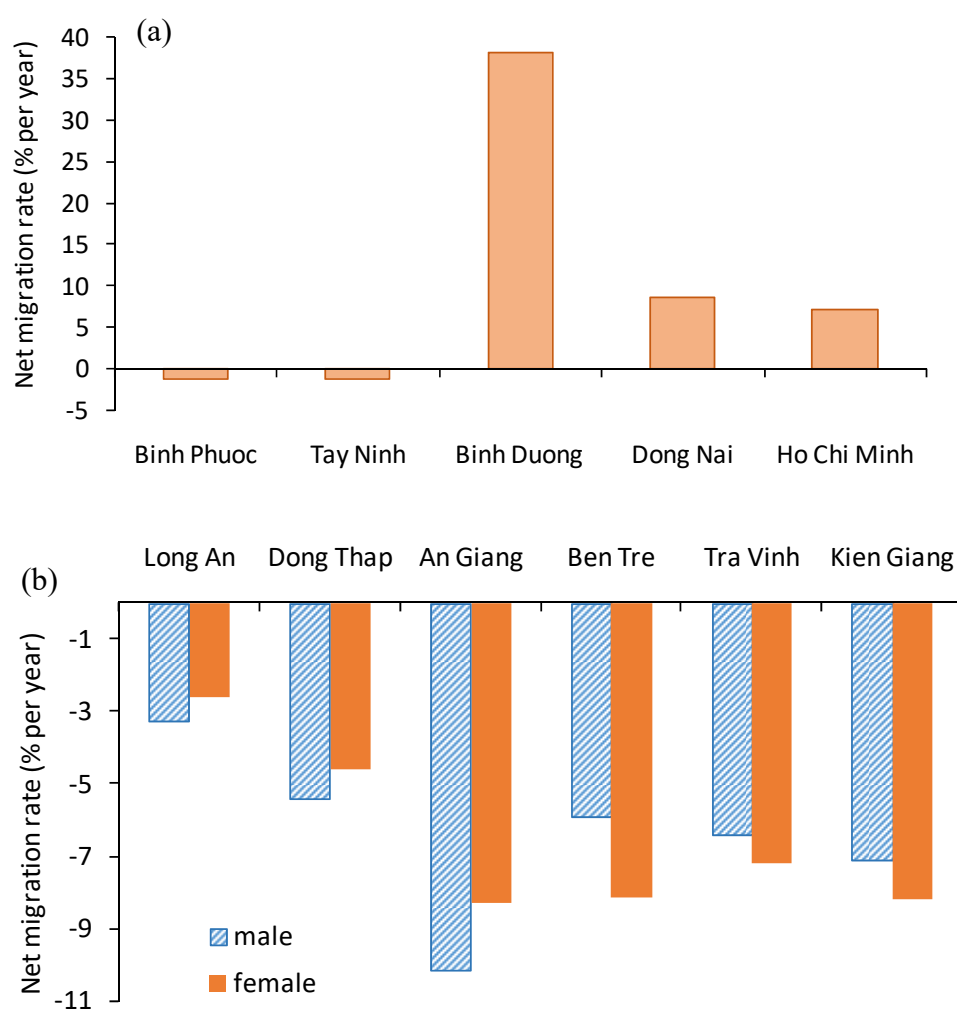 (a)
Net migration rate (% per year)
40
35
30
25
20
15
10
5
0
-5
Binh Phuoc Tay Ninh Binh Duong Dong Nai Ho Chi Minh
Long An Dong Thap An Giang Ben Tre Tra Vinh Kien Giang
(b)
Net migration rate (% per year)
-1
-3
-5
-7
-9
-11
male
female